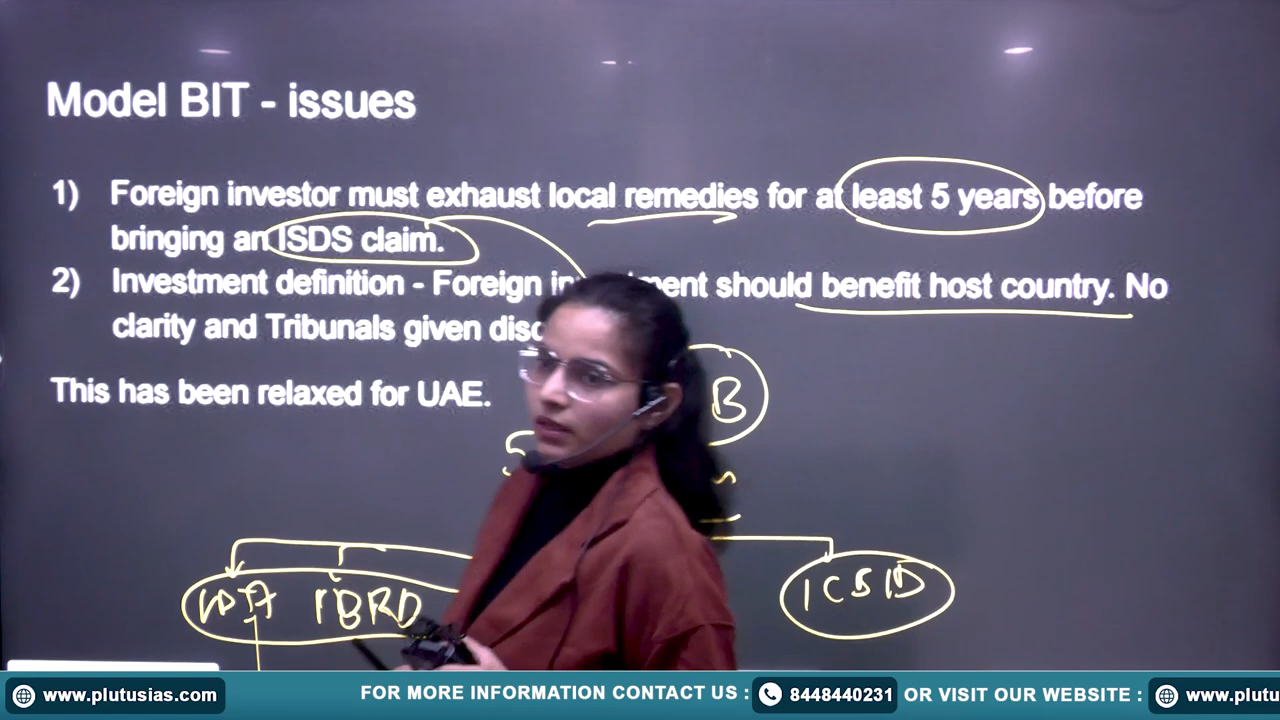 Model BIT - issues
1) Foreign investor must exhaust local remedies for at least 5 years before
bringing an ISDS claim.
2) Investment definition - Foreign should benefit host country. No
clarity and Tribunals given
This has been relaxed for UAE.
B
IDA IBRD
ICSID
www.plutusias.com
FOR MORE INFORMATION CONTACT US : 8448440231 OR VISIT OUR WEBSITE :